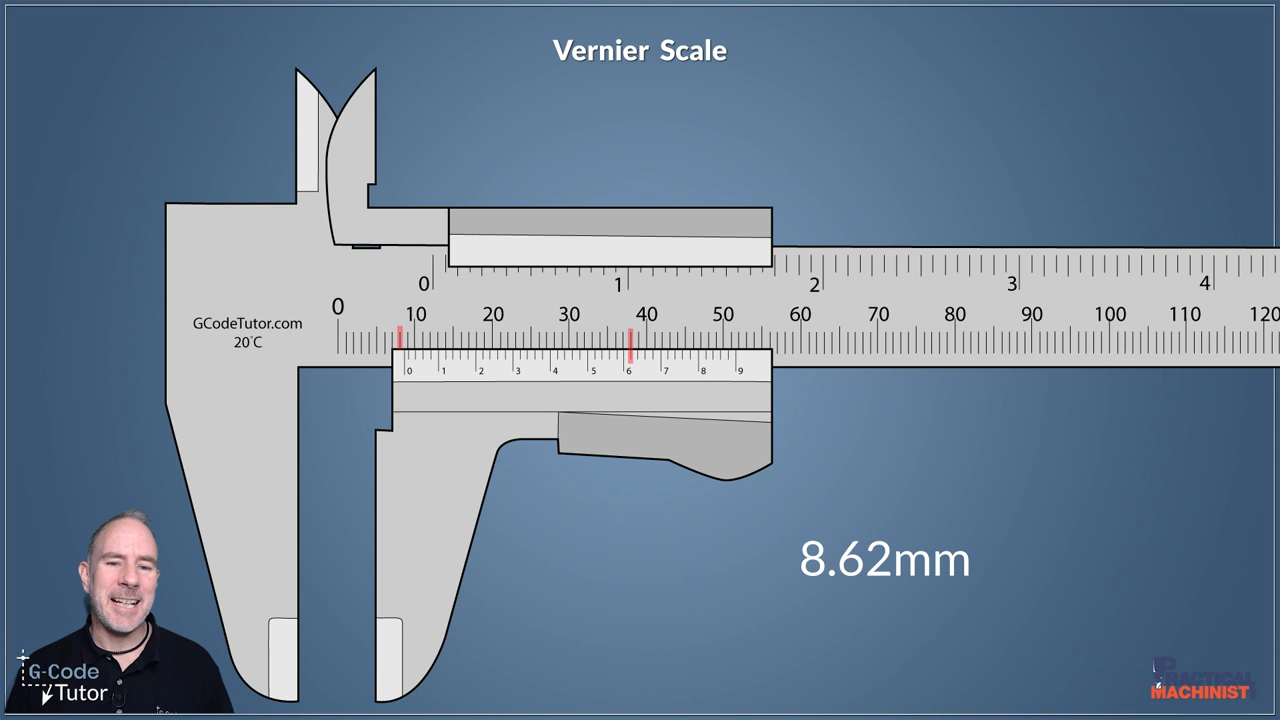 Vernier Scale
0 1 2 3 4
0 10 20 30 40 50 60 70 80 90 100 110 120
GCodeTutor.com
20°C
0 1 2 3 4 5 6 7 8 9
8.62mm
G-Code
Tutor
PRACTICAL
MACHINIST